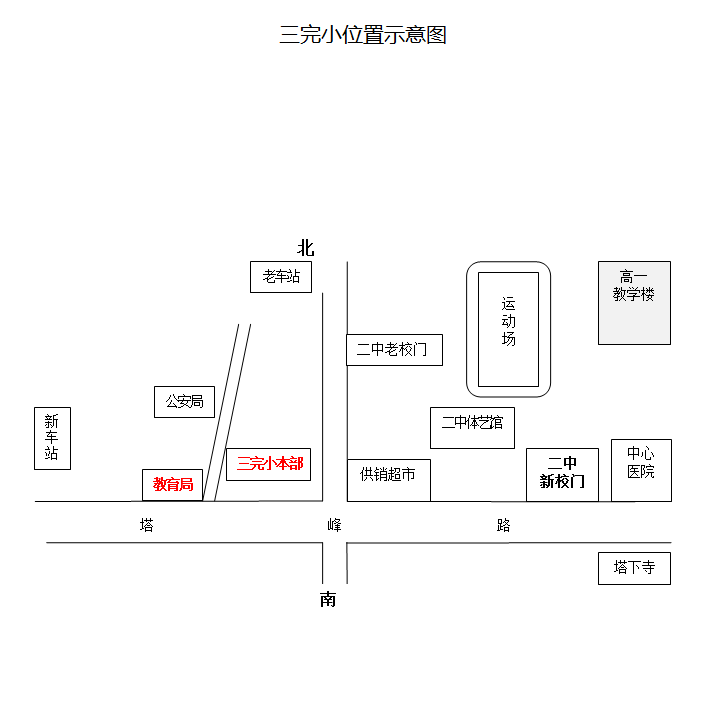 三完小位置示意图
北
老车站
高一
教学楼
运
动
场
二中老校门
公安局
新
车
站
二中体艺馆
三完小本部
二中
新校门
中心
医院
供销超市
教育局
塔 峰 路
塔下寺
南